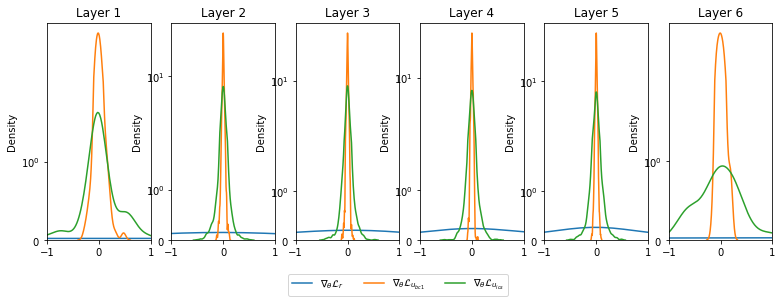 Layer 1 Layer 2 Layer 3 Layer 4 Layer 5 Layer 6
10¹ 10¹ 10¹ 10¹
Density Density Density Density Density Density
10⁰ 10⁰ 10⁰ 10⁰ 10⁰ 10⁰
0 0 0 0 0 0
−1 0 1 −1 0 1 −1 0 1 −1 0 1 −1 0 1 −1 0 1
∇θℒr ∇θℒu_bc1 ∇θℒu_ics